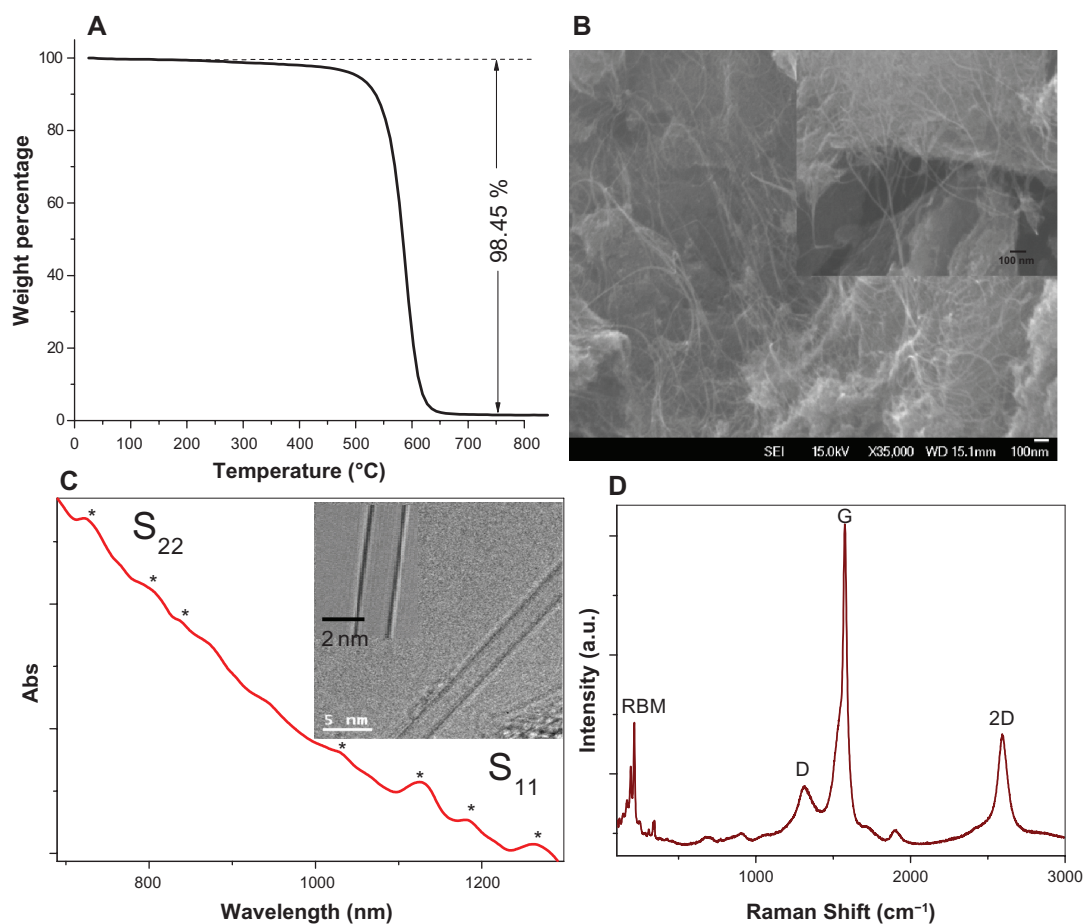 A
100
80
60
40
20
0
Weight percentage
98.45 %
0 100 200 300 400 500 600 700 800
Temperature (°C)
B
100 nm
SEI 15.0kV X35,000 WD 15.1mm 100nm
C
* S22
*
*
*
*
*
*
S11
2 nm
5 nm
Abs
800 1000 1200
Wavelength (nm)
D
G
RBM
D
2D
Intensity (a.u.)
1000 2000 3000
Raman Shift (cm⁻¹)